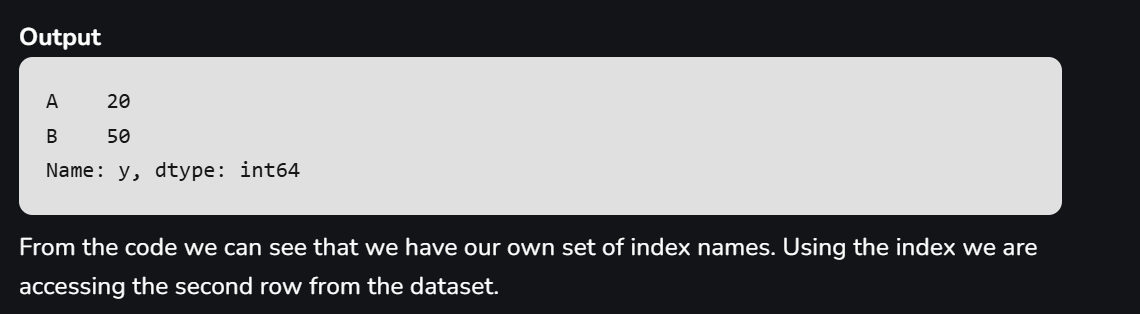 Output
A    20
B    50
Name: y, dtype: int64
From the code we can see that we have our own set of index names. Using the index we are
accessing the second row from the dataset.